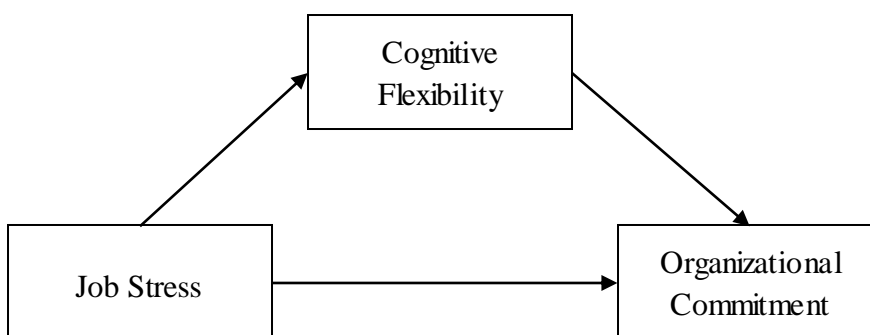 Cognitive
Flexibility
Job Stress
Organizational
Commitment